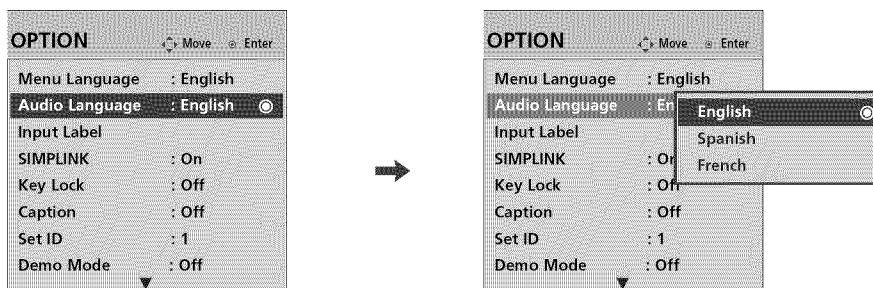 OPTION
Move Enter
Menu Language : English
Audio Language : English
Input Label
SIMPLINK : On
Key Lock : Off
Caption : Off
Set ID : 1
Demo Mode : Off
OPTION
Move Enter
Menu Language : English
Audio Language : En
Input Label
SIMPLINK : On
Key Lock : Off
Caption : Off
Set ID : 1
Demo Mode : Off
English
Spanish
French